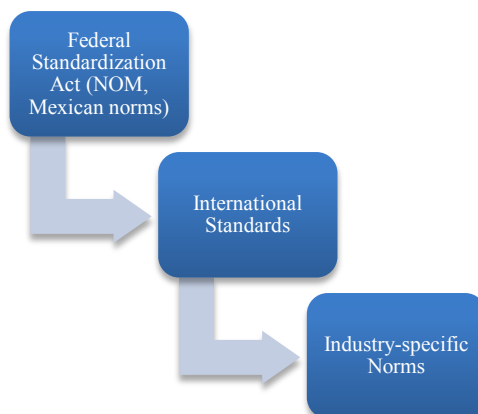 Federal
Standardization
Act (NOM,
Mexican norms)
International
Standards
Industry-specific
Norms